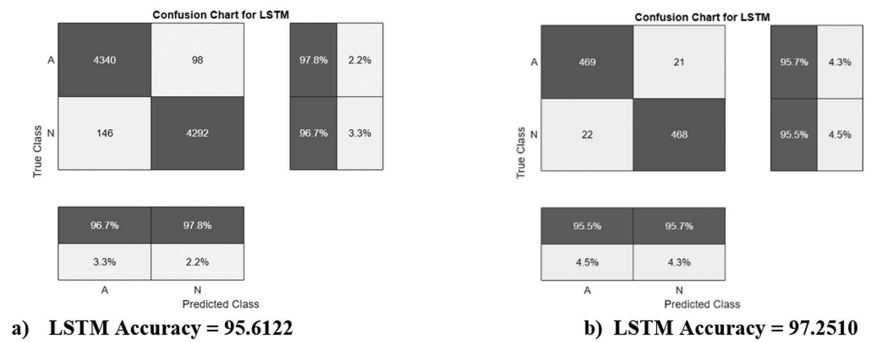 Confusion Chart for LSTM
A 4340 98 97.8% 2.2%
N 146 4292 96.7% 3.3%
True Class
96.7% 97.8%
3.3% 2.2%
A N
Predicted Class
a) LSTM Accuracy = 95.6122
Confusion Chart for LSTM
A 469 21 95.7% 4.3%
N 22 468 95.5% 4.5%
True Class
95.5% 95.7%
4.5% 4.3%
A N
Predicted Class
b) LSTM Accuracy = 97.2510